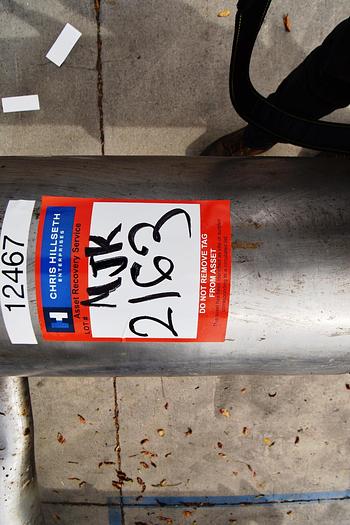 12467
CHRIS HILLSETH
ENTERPRISES
Asset Recovery Service
LOT#
MJK
2163
DO NOT REMOVE TAG
FROM ASSET